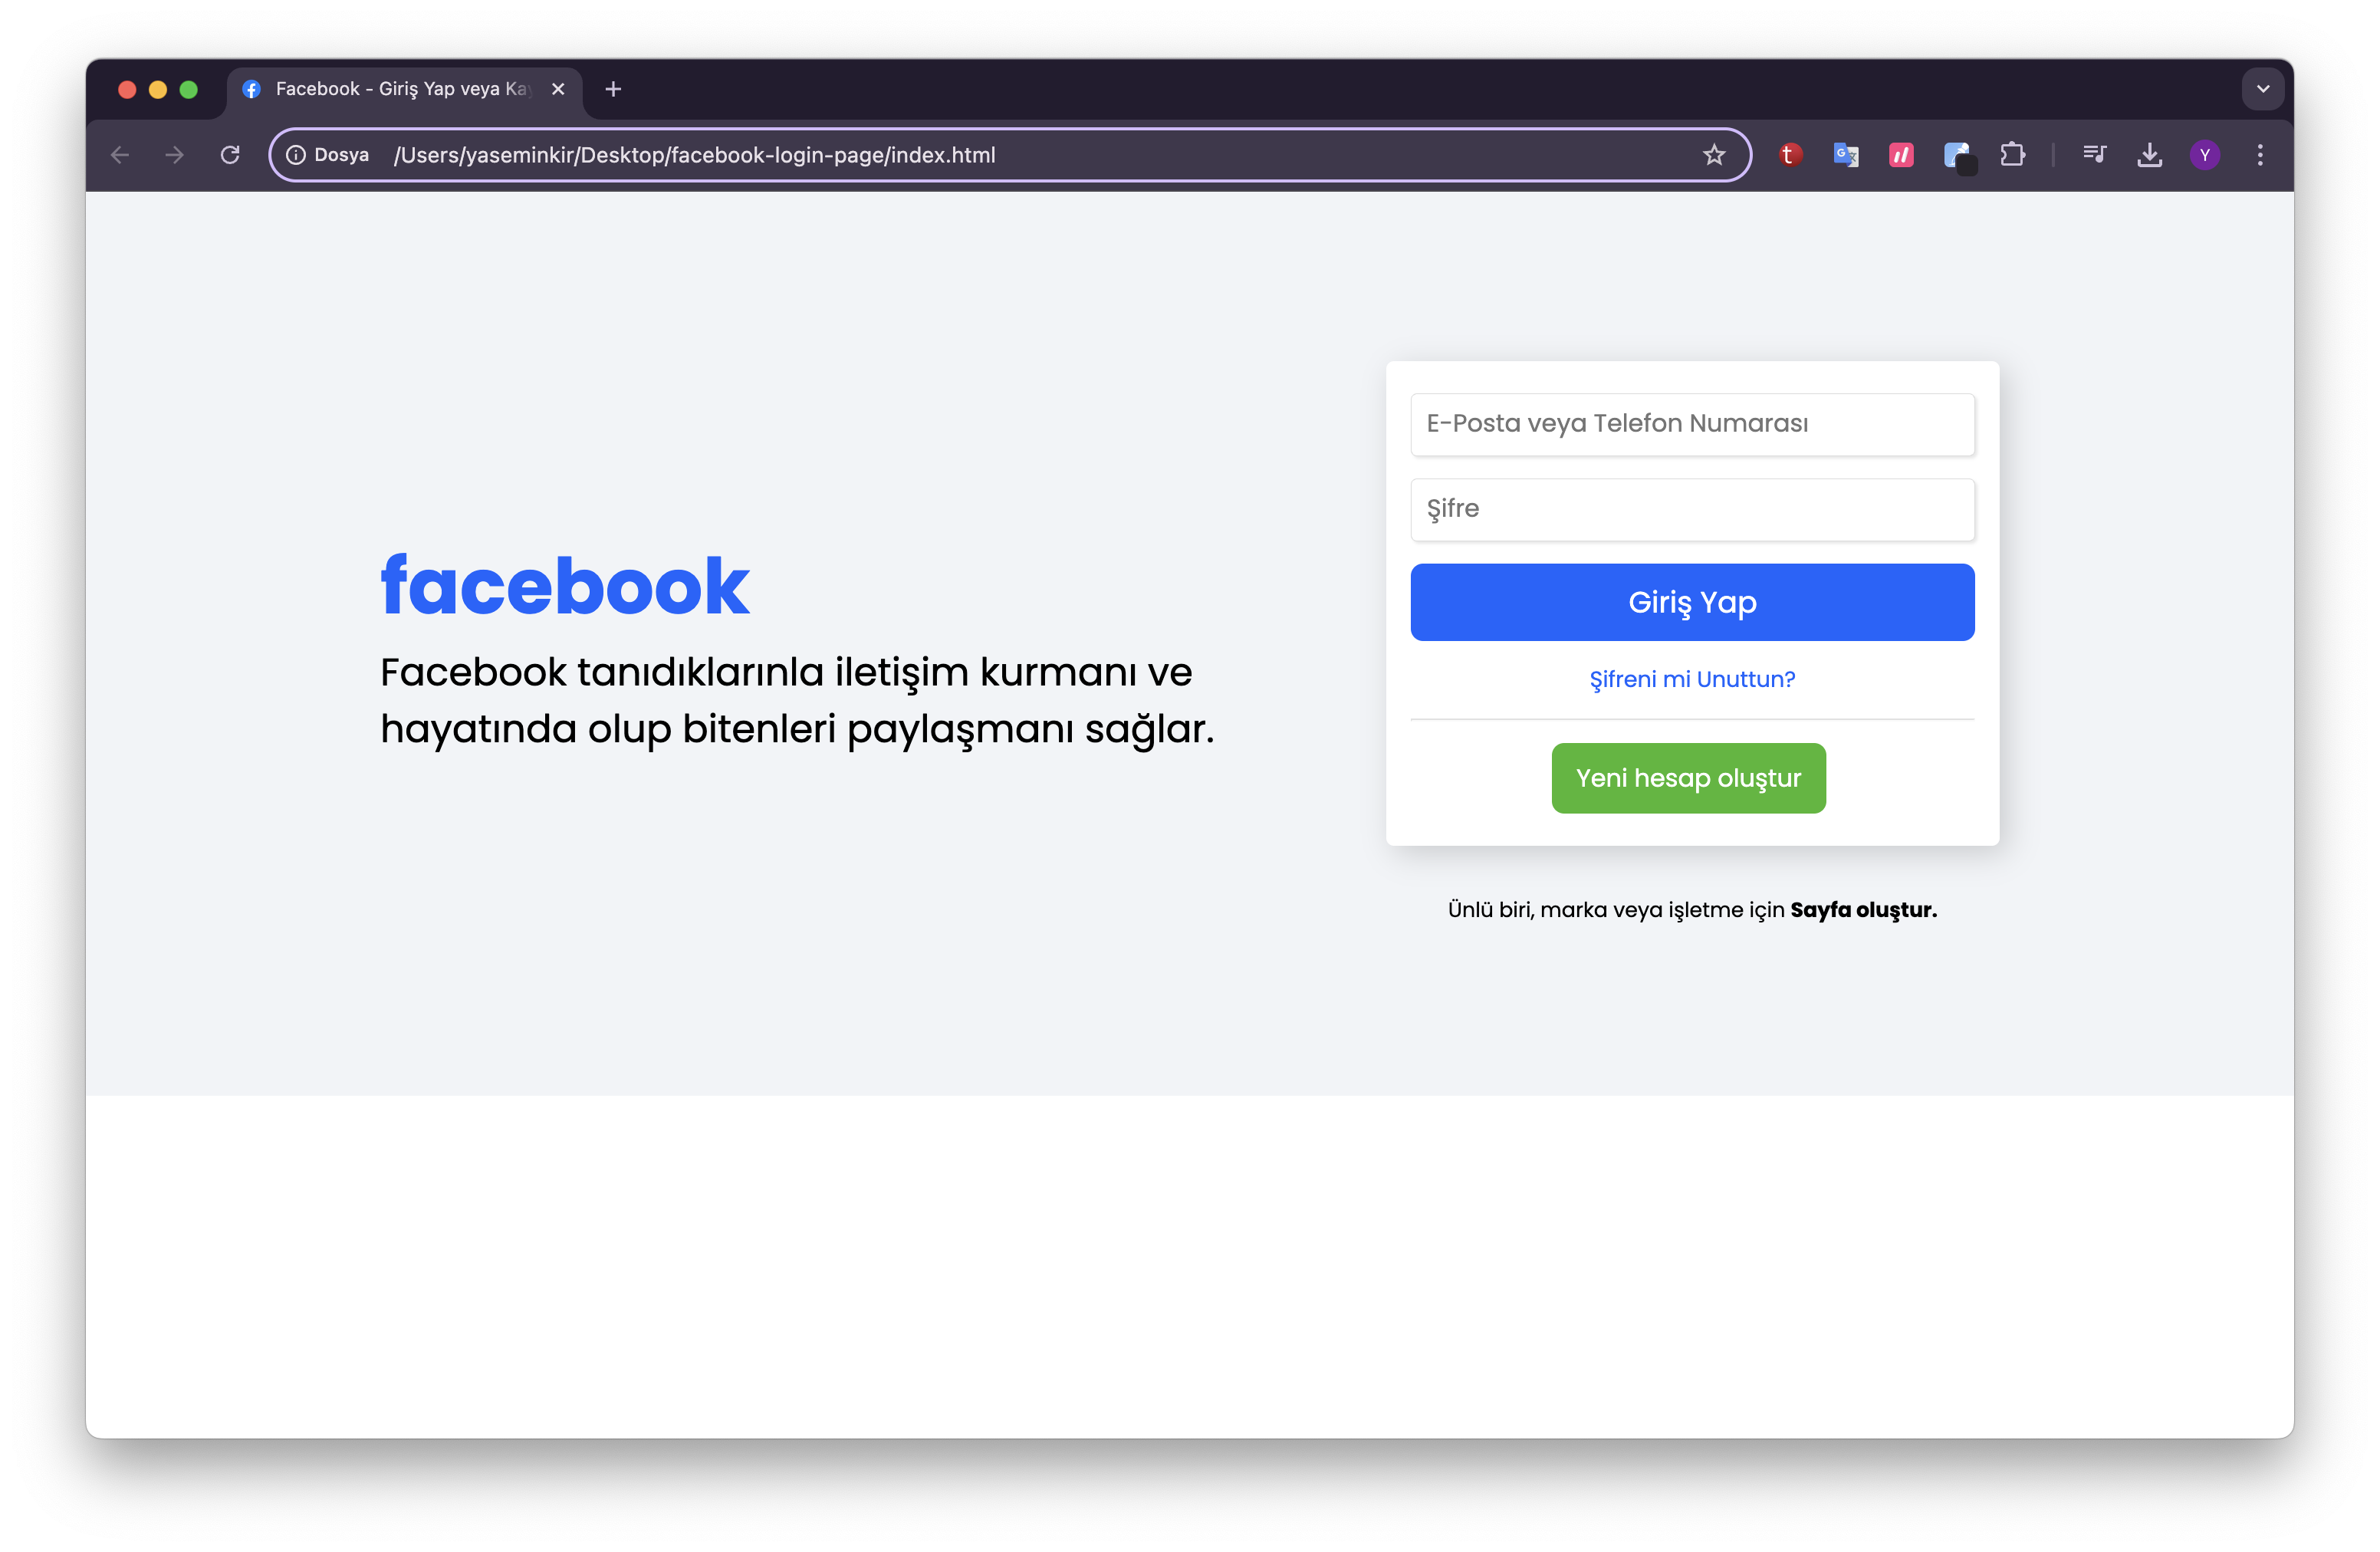 Facebook - Giriş Yap veya Kay
Dosya /Users/yaseminkir/Desktop/facebook-login-page/index.html
Y
facebook
Facebook tanıdıklarınla iletişim kurmanı ve
hayatında olup bitenleri paylaşmanı sağlar.
E-Posta veya Telefon Numarası
Şifre
Giriş Yap
Şifreni mi Unuttun?
Yeni hesap oluştur
Ünlü biri, marka veya işletme için Sayfa oluştur.